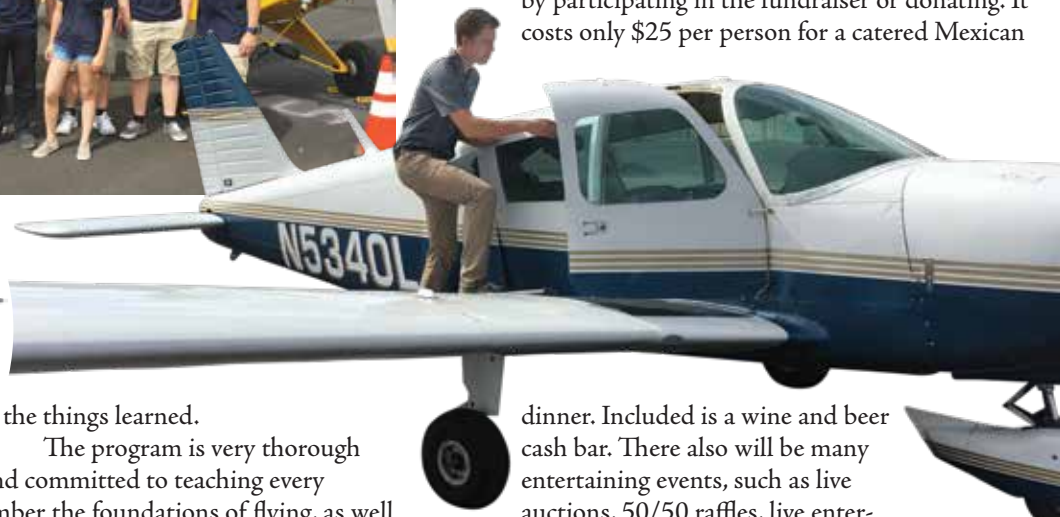 by participating in the fundraiser or donating. It
costs only $25 per person for a catered Mexican
N5340L
the things learned.
The program is very thorough
committed to teaching every
the foundations of flying, as well
dinner. Included is a wine and beer
cash bar. There also will be many
entertaining events, such as live
auctions, 50/50 raffles, live enter-